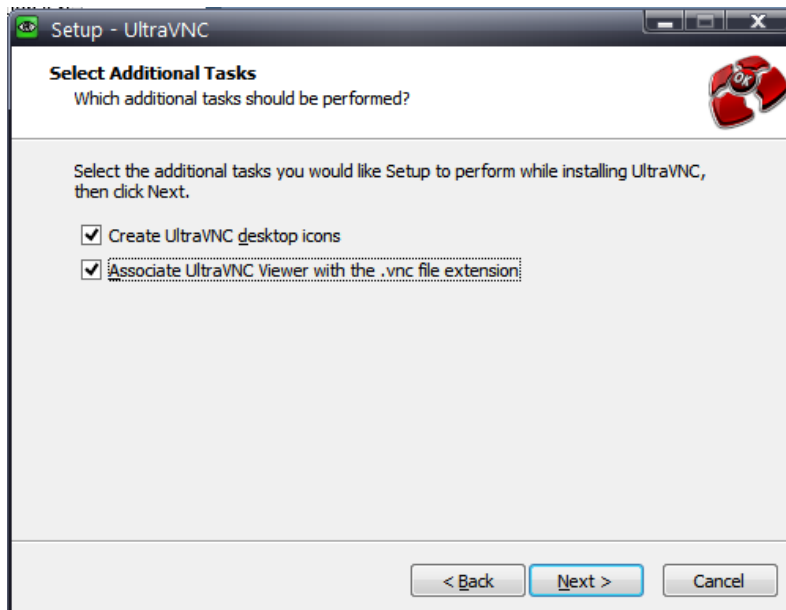 Setup - UltraVNC
Select Additional Tasks
Which additional tasks should be performed?
OK
Select the additional tasks you would like Setup to perform while installing UltraVNC,
then click Next.
Create UltraVNC desktop icons
Associate UltraVNC Viewer with the .vnc file extension
< Back
Next >
Cancel